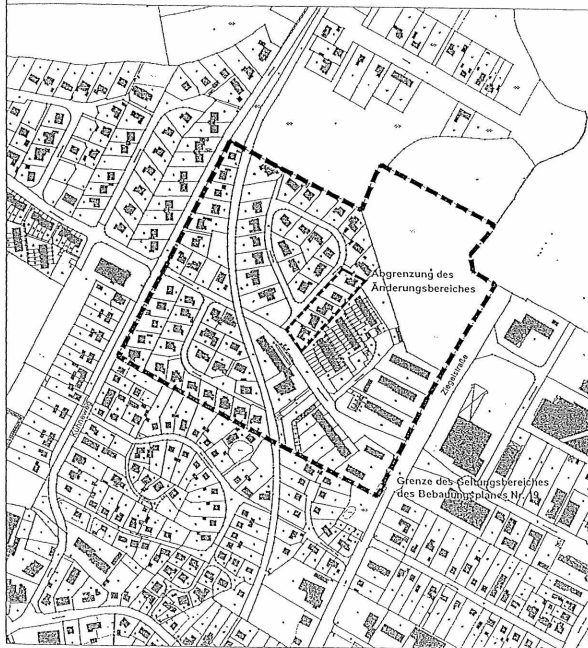 Abgrenzung des
Änderungsbereiches
Ziegelstraße
Grenze des Geltungsbereiches
des Bebauungsplanes Nr. 19